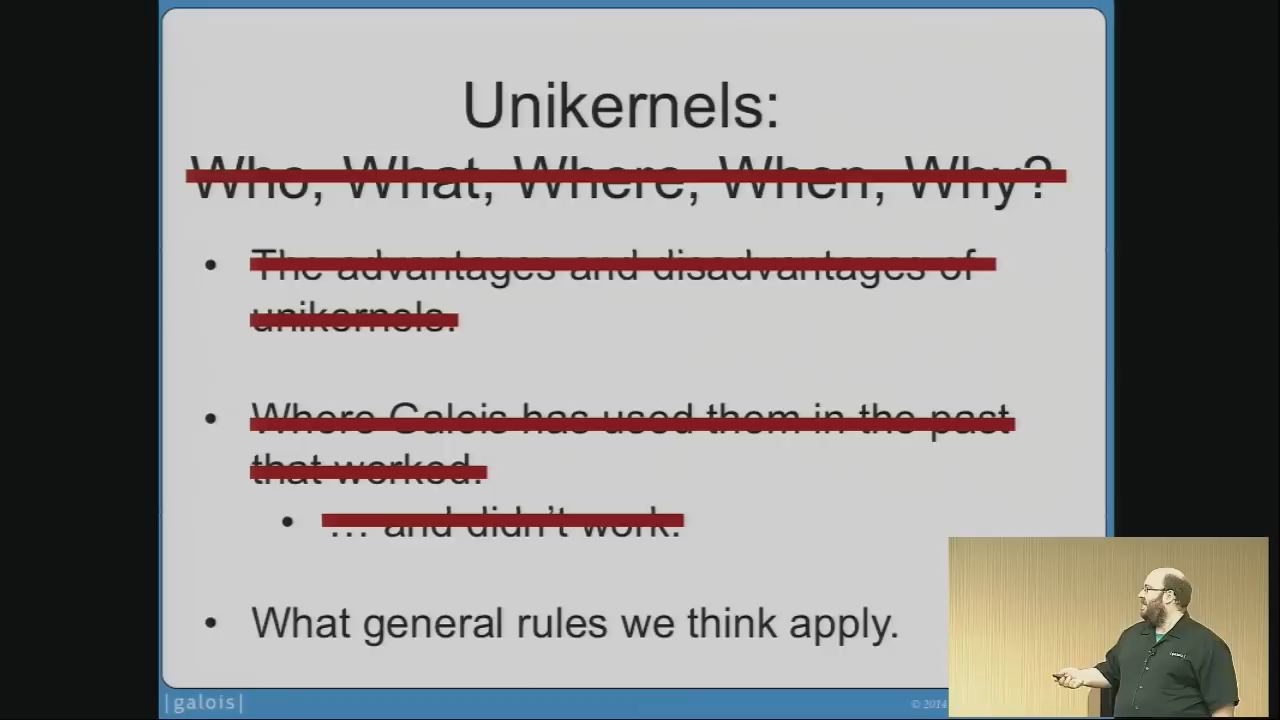 Unikernels:
Who, What, Where, When, Why?
• The advantages and disadvantages of
unikernels.
• Where Galois has used them in the past
that worked.
• … and didn't work.
• What general rules we think apply.
|galois|
© 2014